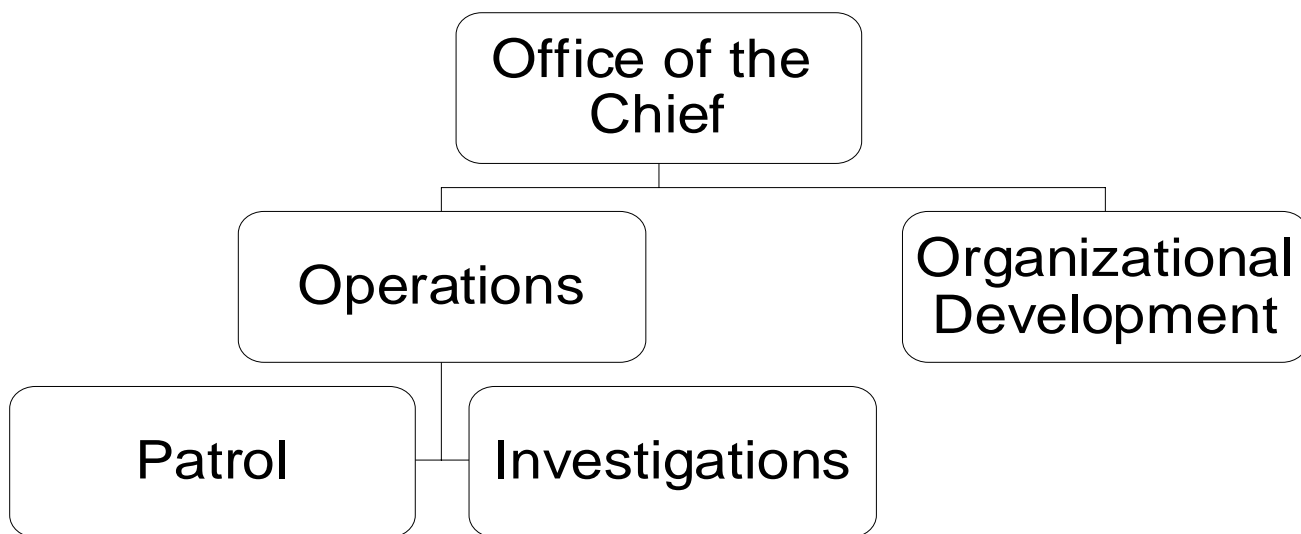 Office of the
Chief
Operations
Organizational
Development
Patrol
Investigations